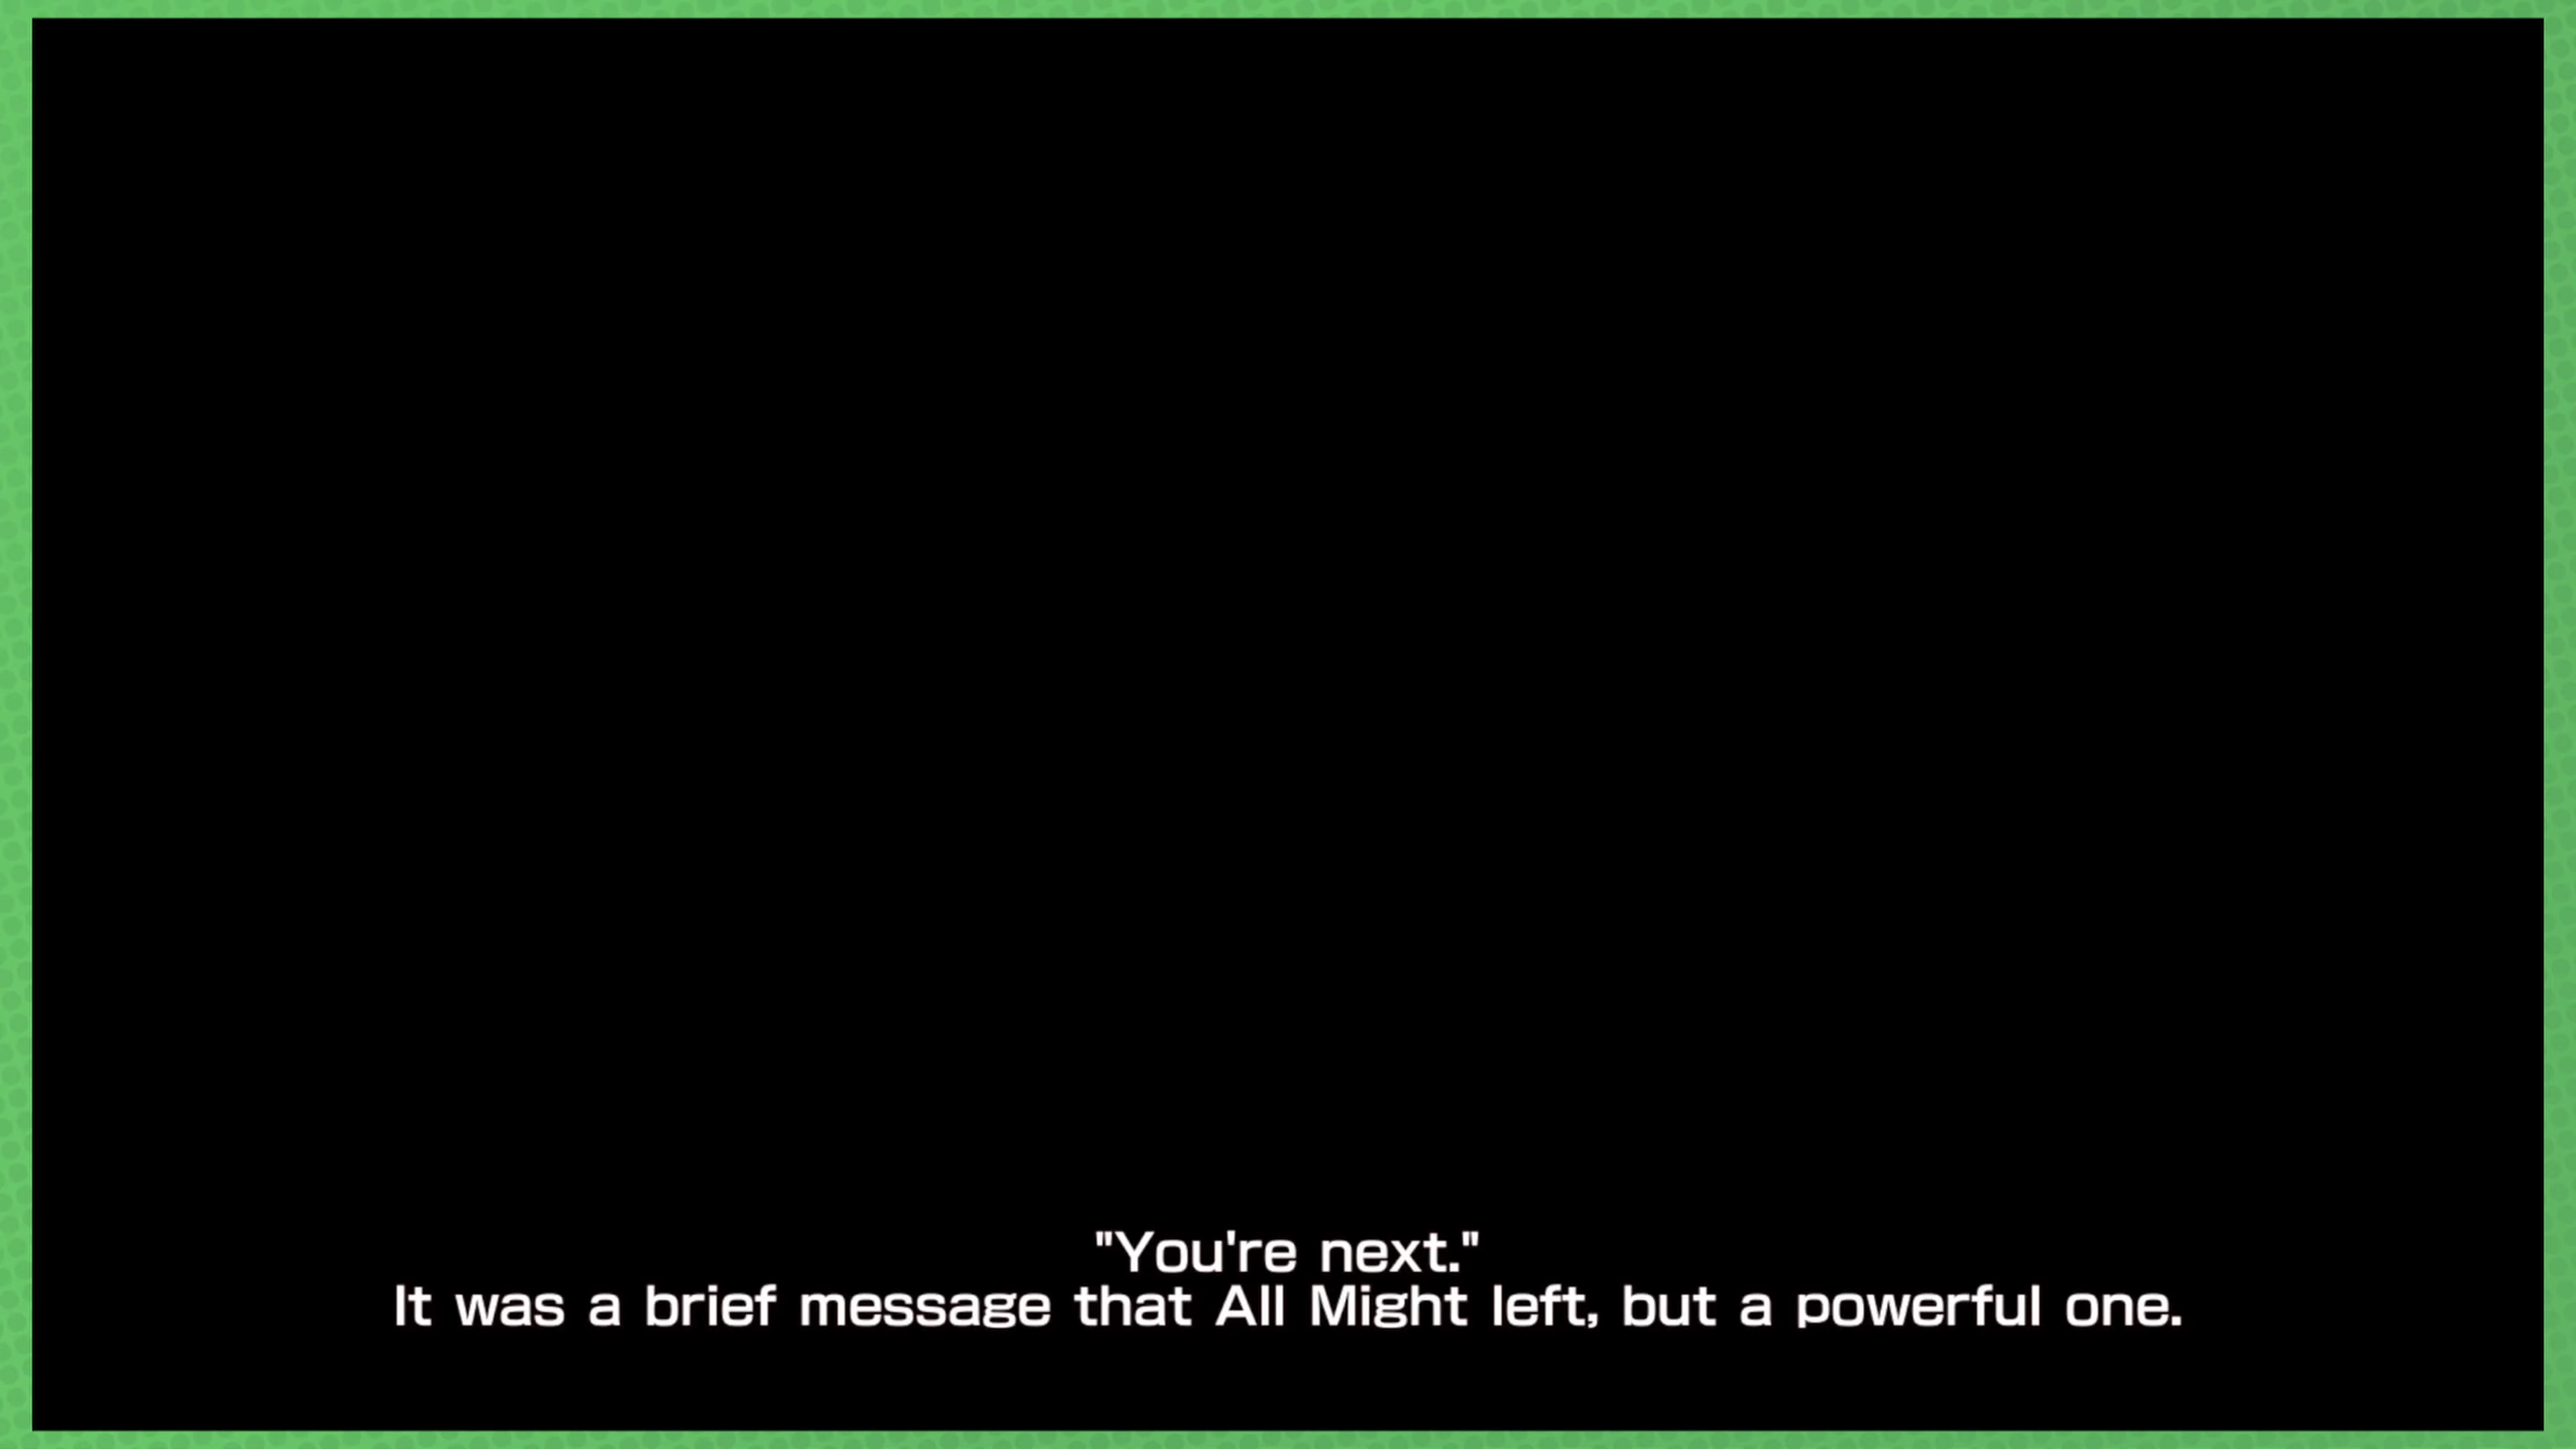 "You're next."
It was a brief message that All Might left, but a powerful one.